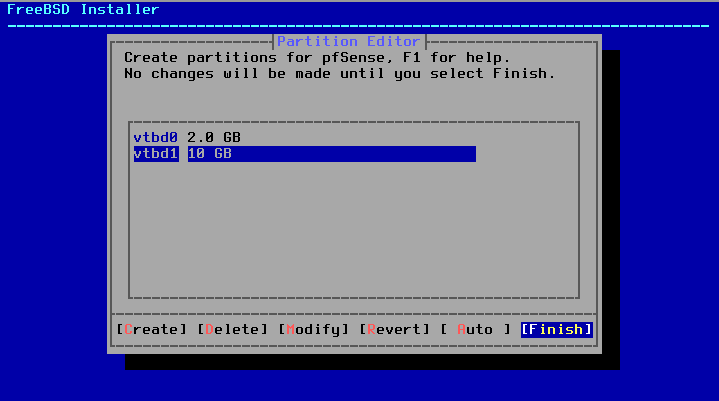 FreeBSD Installer
Partition Editor
Create partitions for pfSense, F1 for help.
No changes will be made until you select Finish.
vtbd0 2.0 GB
vtbd1 10 GB
[Create] [Delete] [Modify] [Revert] [ Auto ] [Finish]